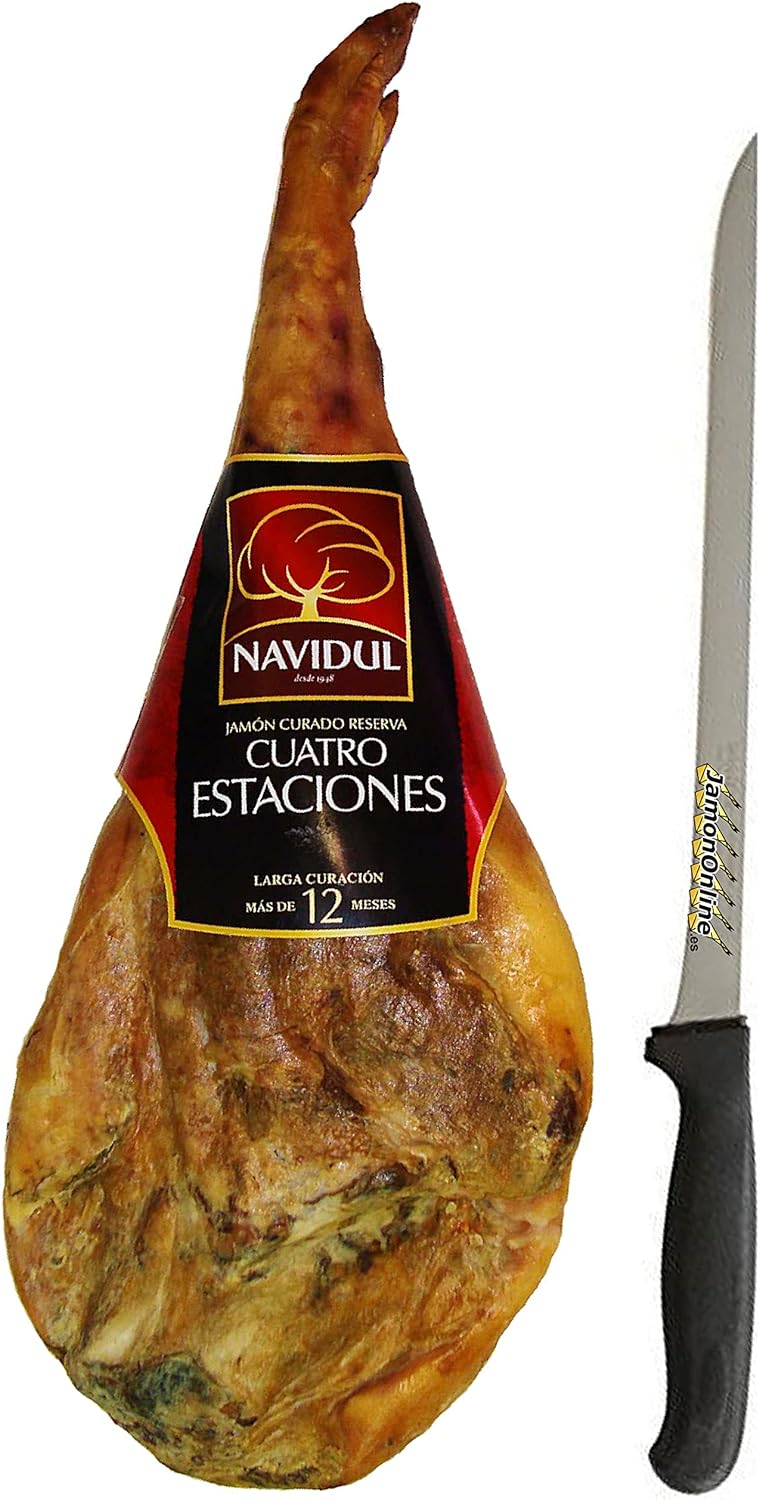 NAVIDUL
desde 1948
JAMÓN CURADO RESERVA
CUATRO
ESTACIONES
LARGA CURACIÓN
MÁS DE 12 MESES
JamonOnline
.es